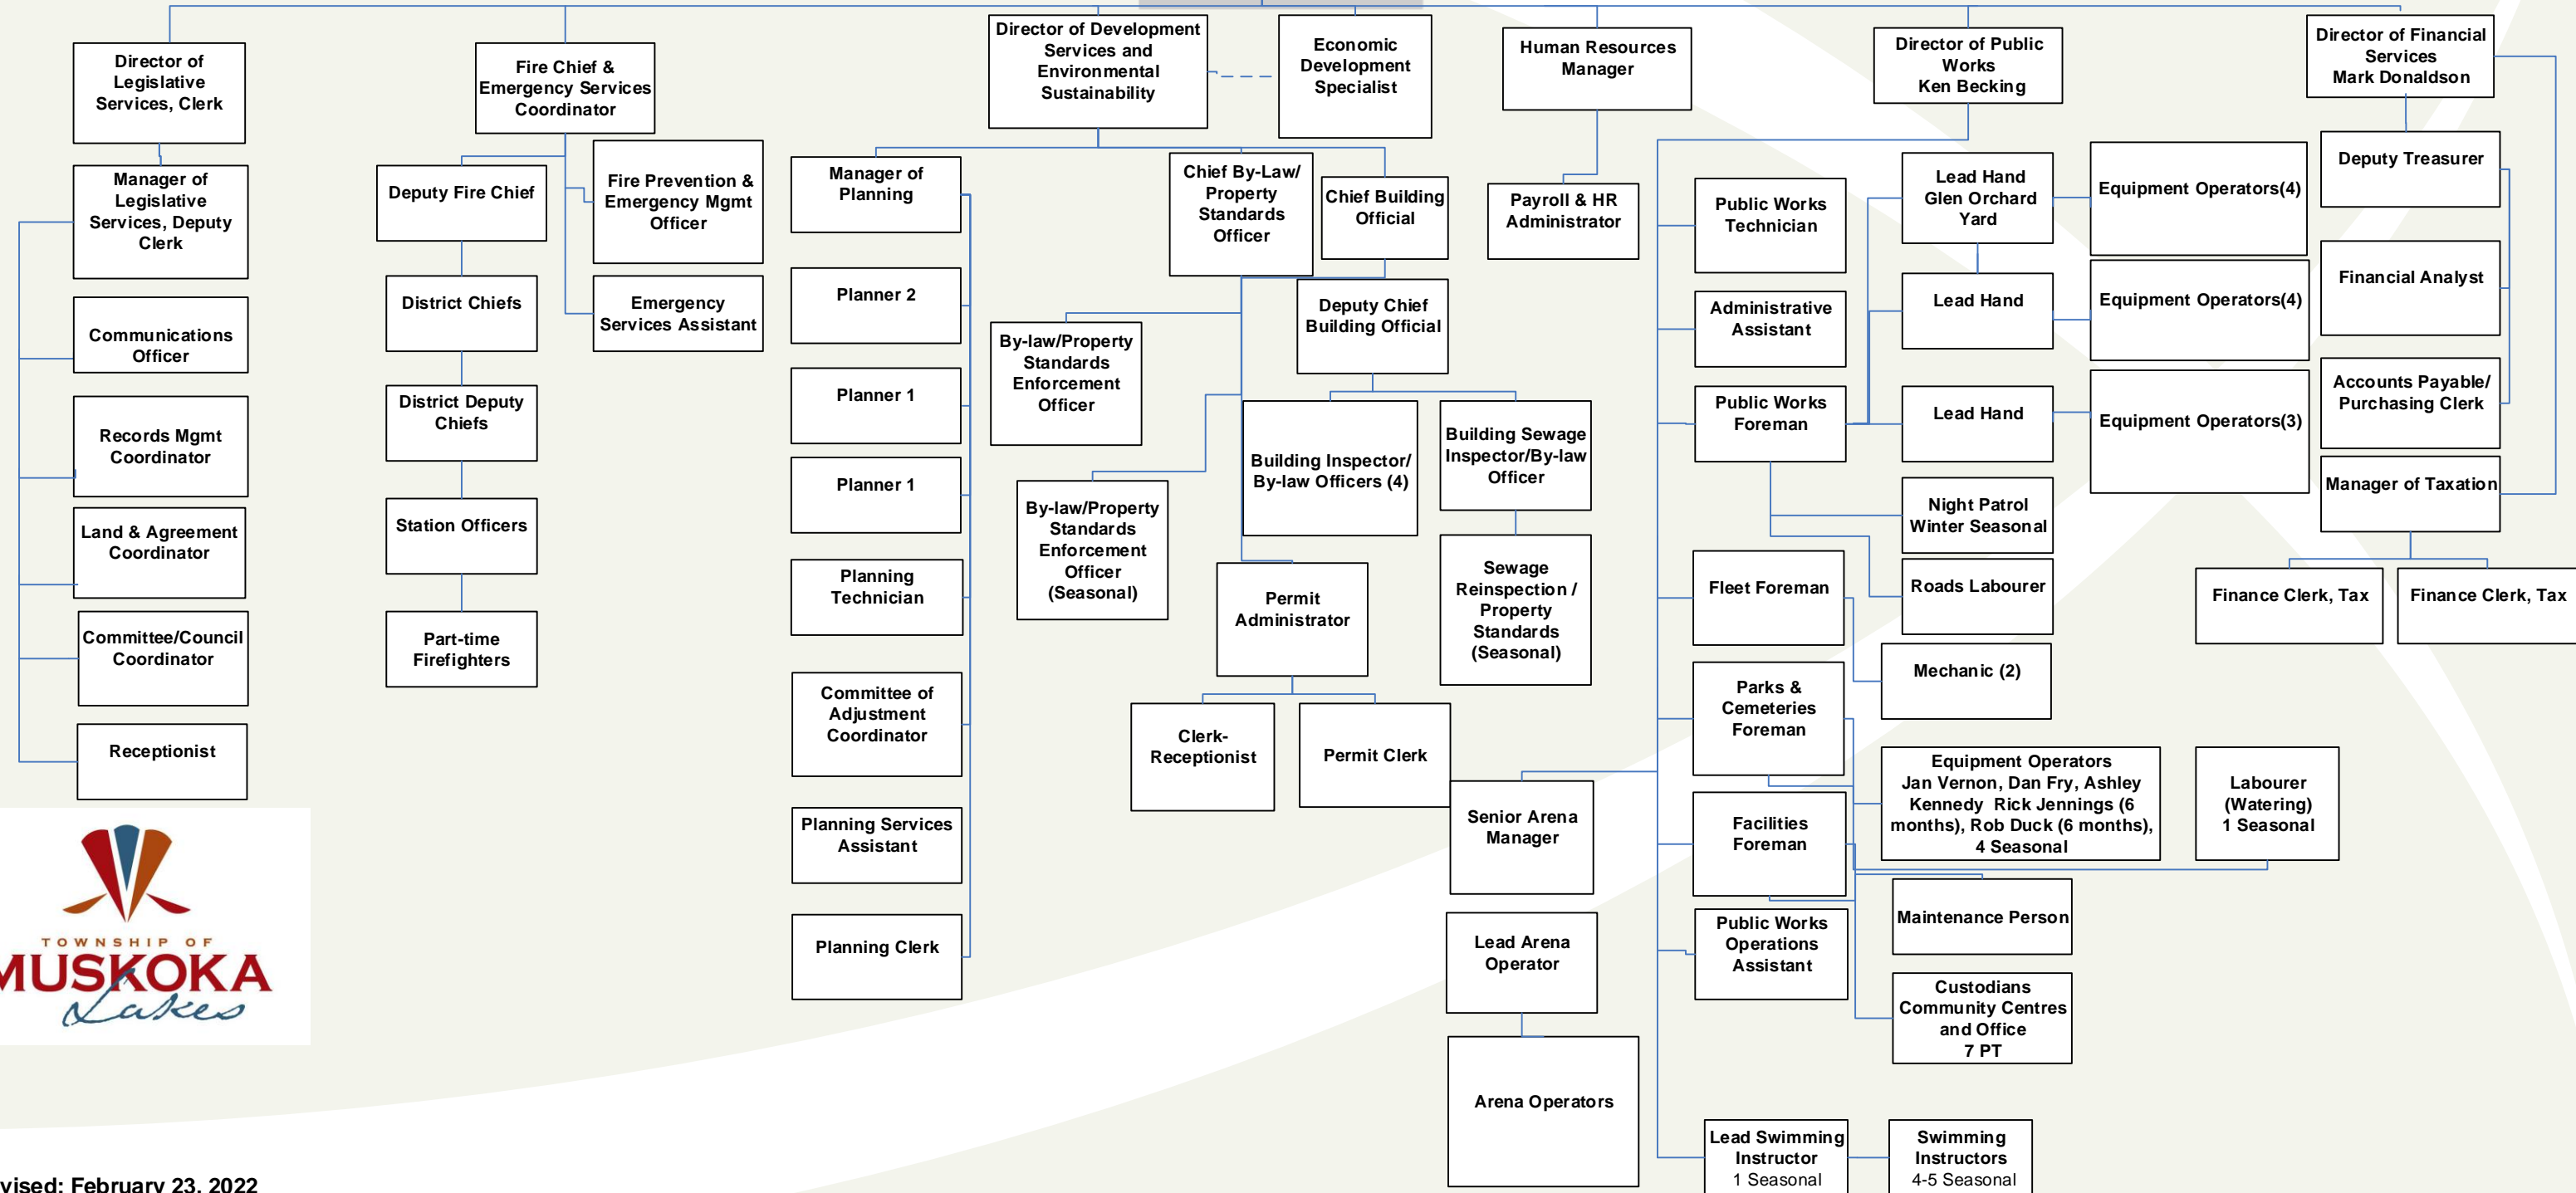 Director of
Legislative
Services, Clerk
Manager of
Legislative
Services, Deputy
Clerk
Communications
Officer
Records Mgmt
Coordinator
Land & Agreement
Coordinator
Committee/Council
Coordinator
Receptionist
Fire Chief &
Emergency Services
Coordinator
Deputy Fire Chief
District Chiefs
District Deputy
Chiefs
Station Officers
Part-time
Firefighters
Fire Prevention &
Emergency Mgmt
Officer
Emergency
Services Assistant
Director of Development
Services and
Environmental
Sustainability
Manager of
Planning
Planner 2
Planner 1
Planner 1
Planning
Technician
Committee of
Adjustment
Coordinator
Planning Services
Assistant
Planning Clerk
Chief By-Law/
Property
Standards
Officer
By-law/Property
Standards
Enforcement
Officer
By-law/Property
Standards
Enforcement
Officer
(Seasonal)
Chief Building
Official
Deputy Chief
Building Official
Building Inspector/
By-law Officers (4)
Building Sewage
Inspector/By-law
Officer
Sewage
Reinspection /
Property
Standards
(Seasonal)
Permit
Administrator
Clerk-
Receptionist
Permit Clerk
Economic
Development
Specialist
Human Resources
Manager
Payroll & HR
Administrator
Director of Public
Works
Ken Becking
Public Works
Technician
Administrative
Assistant
Public Works
Foreman
Lead Hand
Glen Orchard
Yard
Equipment Operators(4)
Lead Hand
Equipment Operators(4)
Lead Hand
Equipment Operators(3)
Night Patrol
Winter Seasonal
Roads Labourer
Fleet Foreman
Mechanic (2)
Parks &
Cemeteries
Foreman
Equipment Operators
Jan Vernon, Dan Fry, Ashley
Kennedy Rick Jennings (6
months), Rob Duck (6 months),
4 Seasonal
Labourer
(Watering)
1 Seasonal
Facilities
Foreman
Maintenance Person
Custodians
Community Centres
and Office
7 PT
Public Works
Operations
Assistant
Senior Arena
Manager
Lead Arena
Operator
Arena Operators
Lead Swimming
Instructor
1 Seasonal
Swimming
Instructors
4-5 Seasonal
Director of Financial
Services
Mark Donaldson
Deputy Treasurer
Financial Analyst
Accounts Payable/
Purchasing Clerk
Manager of Taxation
Finance Clerk, Tax
Finance Clerk, Tax
TOWNSHIP OF
MUSKOKA
Lakes
vised: February 23, 2022